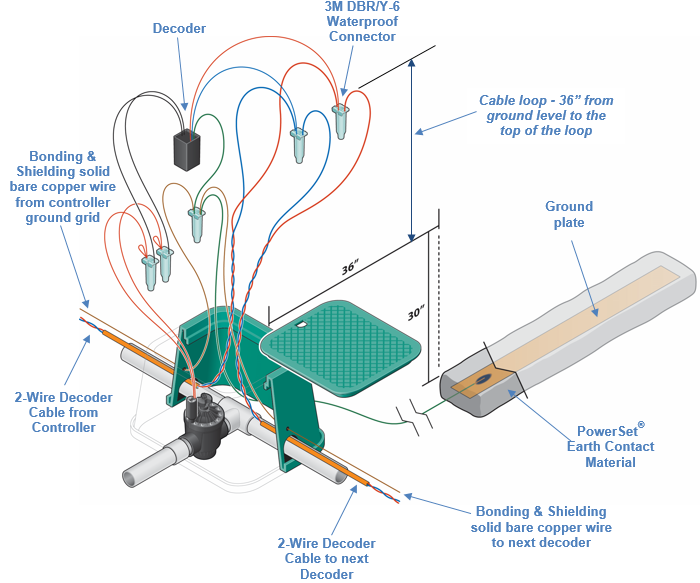 3M DBR/Y-6
Waterproof
Connector
Decoder
Cable loop - 36” from
ground level to the
top of the loop
Bonding &
Shielding solid
bare copper wire
from controller
ground grid
Ground
plate
36”
30”
2-Wire Decoder
Cable from
Controller
PowerSet®
Earth Contact
Material
Bonding & Shielding
solid bare copper wire
to next decoder
2-Wire Decoder
Cable to next
Decoder